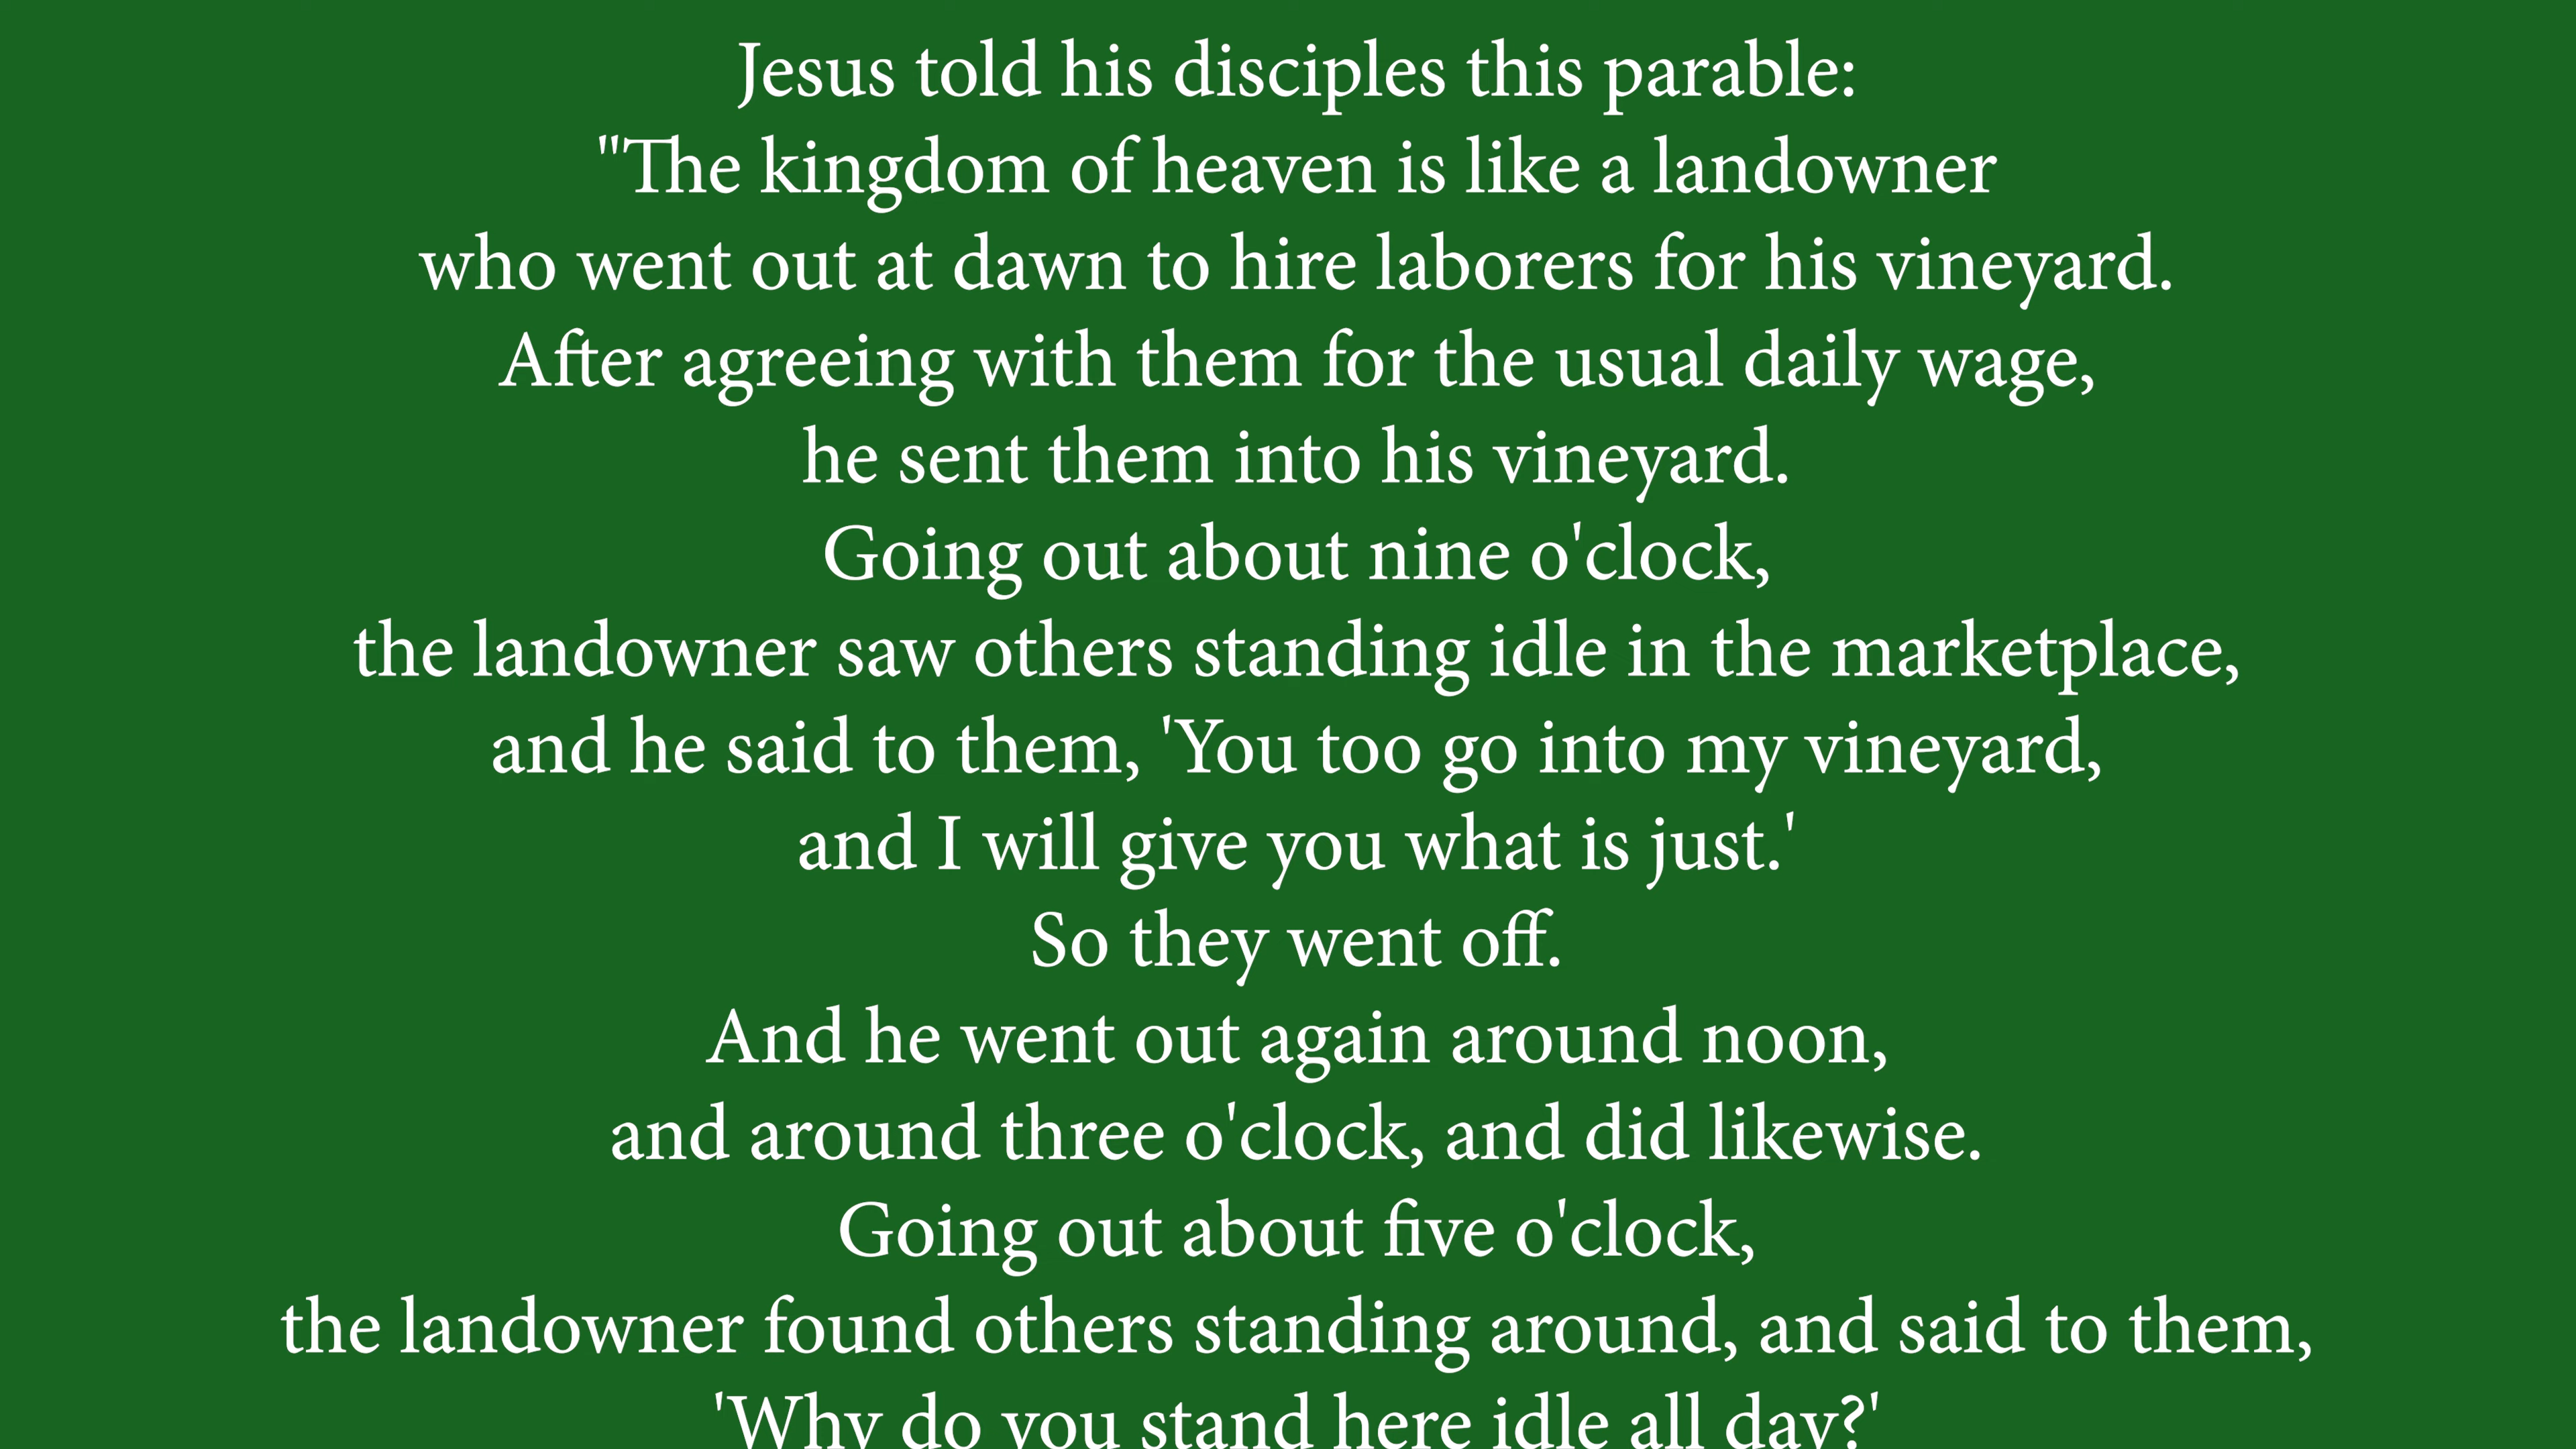 Jesus told his disciples this parable:
"The kingdom of heaven is like a landowner
who went out at dawn to hire laborers for his vineyard.
After agreeing with them for the usual daily wage,
he sent them into his vineyard.
Going out about nine o'clock,
the landowner saw others standing idle in the marketplace,
and he said to them, 'You too go into my vineyard,
and I will give you what is just.'
So they went off.
And he went out again around noon,
and around three o'clock, and did likewise.
Going out about five o'clock,
the landowner found others standing around, and said to them,
'Why do you stand here idle all day?'